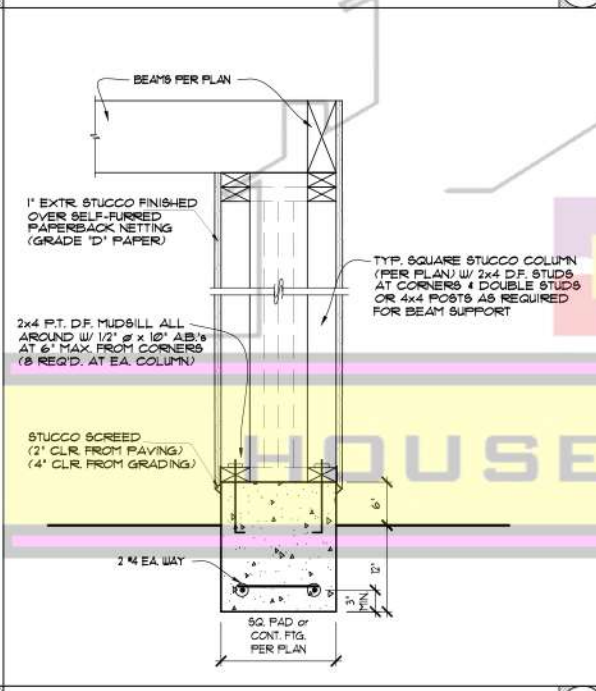 BEAMS PER PLAN
1" EXTR. STUCCO FINISHED
OVER SELF-FURRED
PAPERBACK NETTING
(GRADE "D" PAPER)
TYP. SQUARE STUCCO COLUMN
(PER PLAN) W/ 2x4 D.F. STUDS
AT CORNERS & DOUBLE STUDS
OR 4x4 POSTS AS REQUIRED
FOR BEAM SUPPORT
2x4 P.T. D.F. MUDSILL ALL
AROUND W/ 1/2" ø x 10" A.B.'s
AT 6" MAX. FROM CORNERS
(8 REQ'D. AT EA. COLUMN)
STUCCO SCREED
(2" CLR. FROM PAVING)
(4" CLR. FROM GRADING)
HOUSE
6"
2 #4 EA. WAY
12"
3"
MIN
SQ. PAD or
CONT. FTG.
PER PLAN